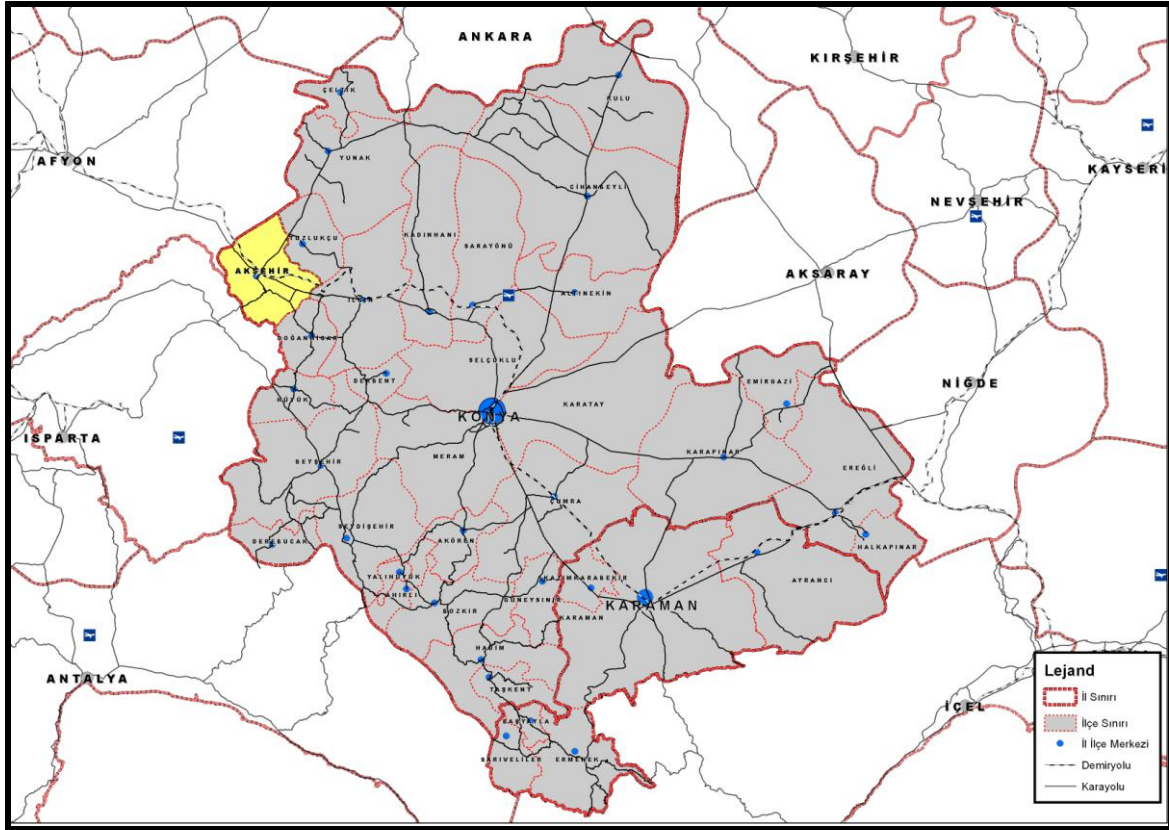 ANKARA
KIRŞEHİR
ÇELTİK
KULU
AFYON
YUNAK
KAYSERİ
CİHANBEYLİ
NEVŞEHİR
KADINHANI
TUZLUKÇU
SARAYÖNÜ
AKŞEHİR
AKSARAY
ALTINEKİN
ILGIN
DOĞANHİSAR
SELÇUKLU
DERBENT
EMİRGAZİ
NİĞDE
HÜYÜK
KARATAY
KONYA
ISPARTA
MERAM
KARAPINAR
BEYŞEHİR
EREĞLİ
ÇUMRA
SEYDİŞEHİR
AKÖREN
DEREBUCAK
HALKAPINAR
YALIHÜYÜK
KAZIMKARABEKİR
AYRANCI
AHIRLI
GÜNEYSINIR
KARAMAN
BOZKIR
KARAMAN
HADİM
ANTALYA
TAŞKENT
İÇEL
BAŞYAYLA
SARIVELİLER
ERMENEK
Lejand
İl Sınırı
İlçe Sınırı
İl İlçe Merkezi
Demiryolu
Karayolu